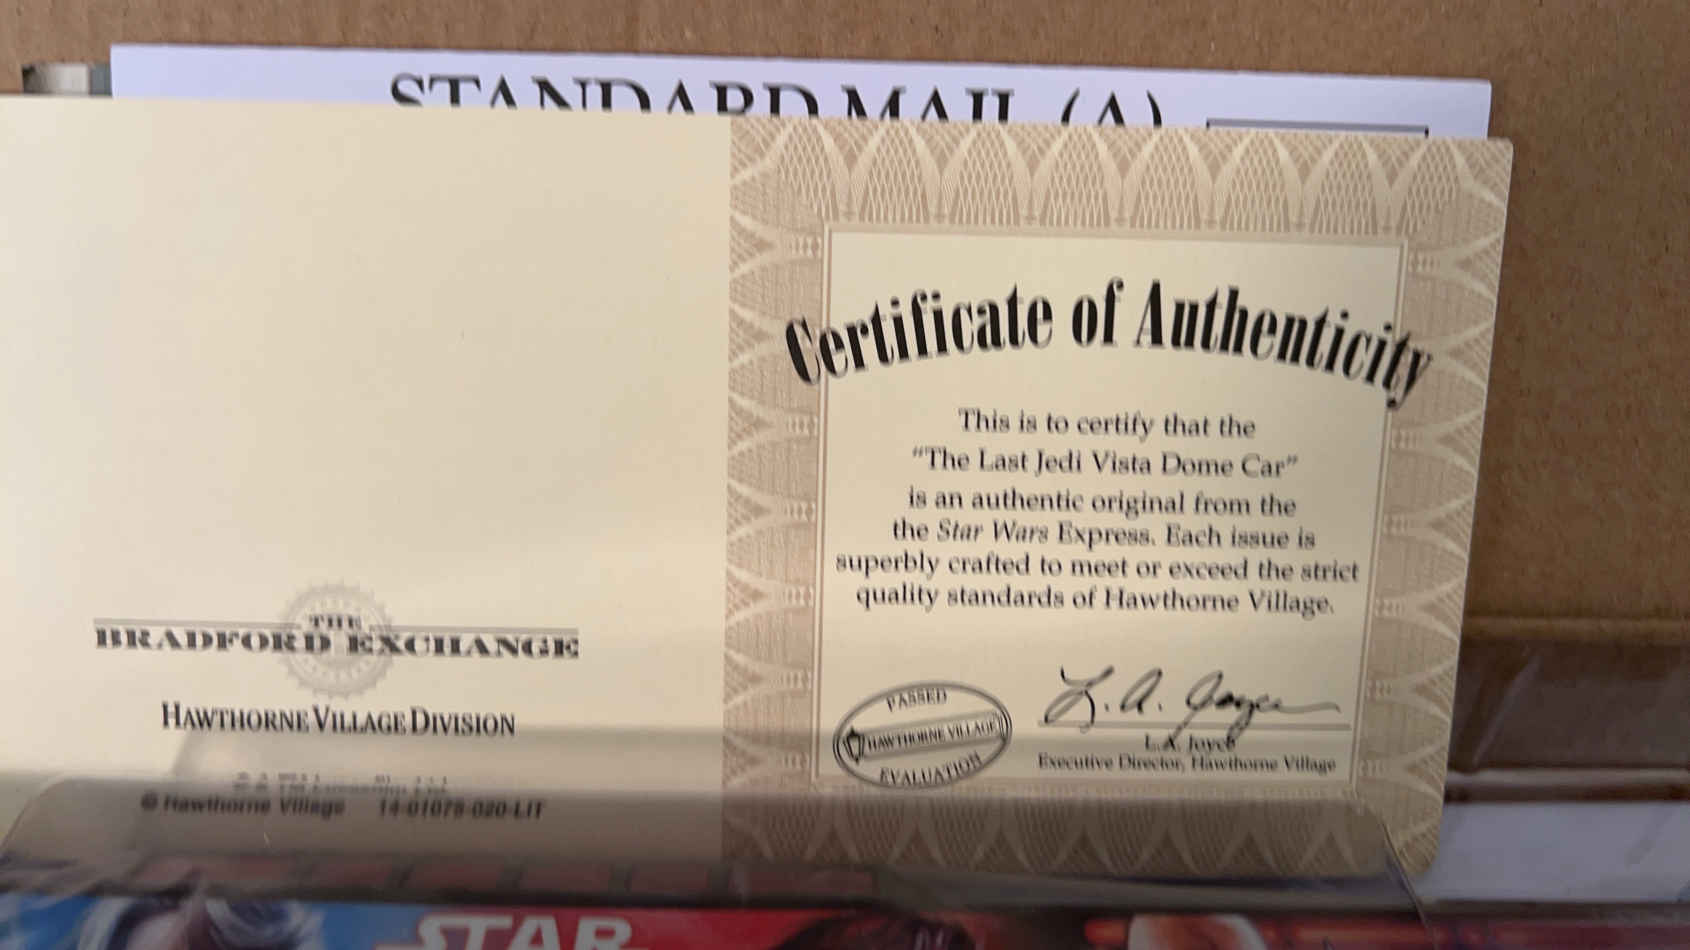 STANDARD MAIL (A)
THE
BRADFORD EXCHANGE
HAWTHORNE VILLAGE DIVISION
© Hawthorne Village 14-01079-020-LIT
Certificate of Authenticity
This is to certify that the
“The Last Jedi Vista Dome Car”
is an authentic original from the
the Star Wars Express. Each issue is
superbly crafted to meet or exceed the strict
quality standards of Hawthorne Village.
PASSED
HAWTHORNE VILLAGE
EVALUATION
L.A. Joyce
L.A. Joyce
Executive Director, Hawthorne Village
STAR